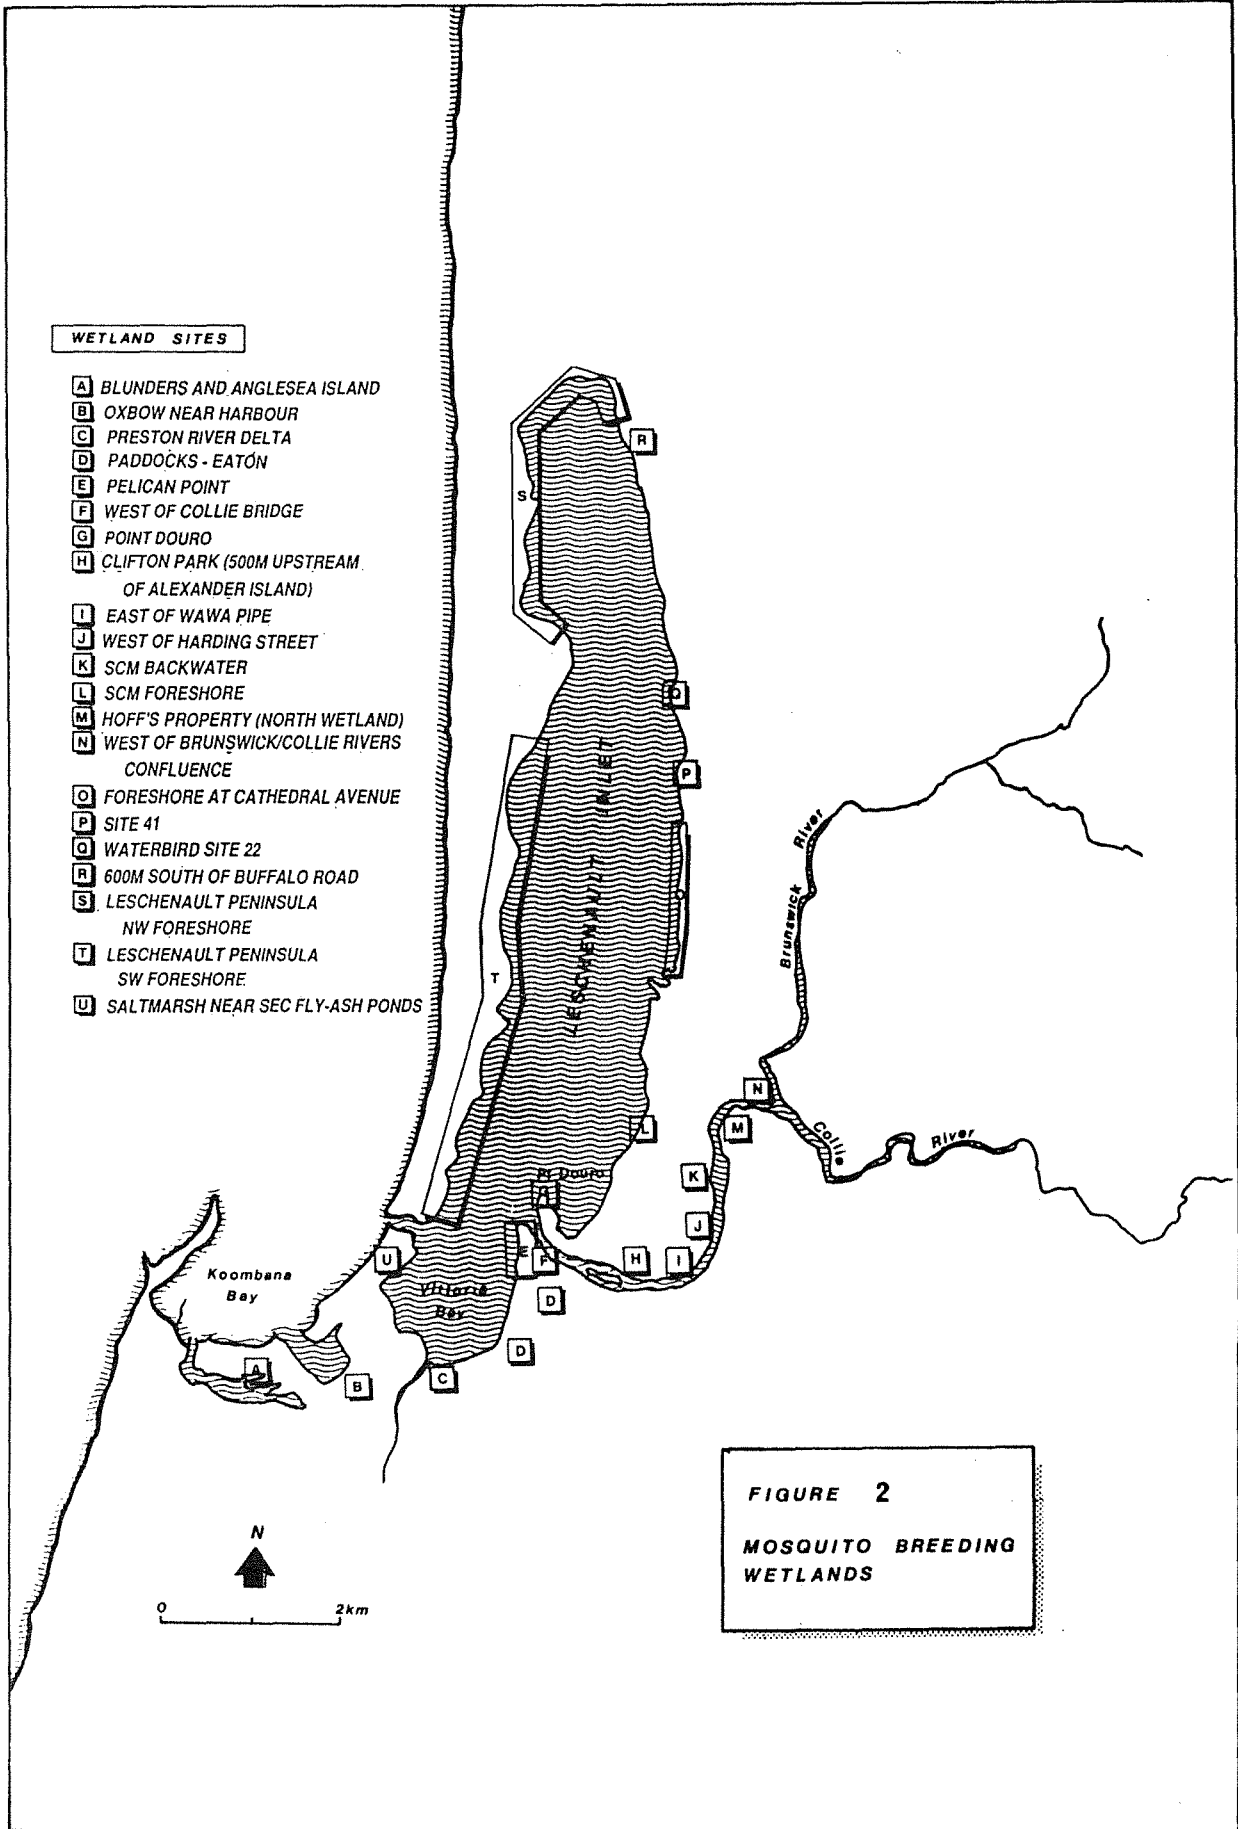 WETLAND SITES
A BLUNDERS AND ANGLESEA ISLAND
B OXBOW NEAR HARBOUR
C PRESTON RIVER DELTA
D PADDOCKS - EATON
E PELICAN POINT
F WEST OF COLLIE BRIDGE
G POINT DOURO
H CLIFTON PARK (500M UPSTREAM
OF ALEXANDER ISLAND)
I EAST OF WAWA PIPE
J WEST OF HARDING STREET
K SCM BACKWATER
L SCM FORESHORE
M HOFF'S PROPERTY (NORTH WETLAND)
N WEST OF BRUNSWICK/COLLIE RIVERS
CONFLUENCE
O FORESHORE AT CATHEDRAL AVENUE
P SITE 41
Q WATERBIRD SITE 22
R 600M SOUTH OF BUFFALO ROAD
S LESCHENAULT PENINSULA
NW FORESHORE
T LESCHENAULT PENINSULA
SW FORESHORE
U SALTMARSH NEAR SEC FLY-ASH PONDS
R
S
Q
P
LESCHENAULT INLET
O
T
Brunswick River
N
L
M
Collie River
Pt Douro
K
J
U
E
F
H
I
Koombana
Bay
Vittoria
Bay
D
D
A
B
C
FIGURE 2
MOSQUITO BREEDING
WETLANDS
N
0 2km